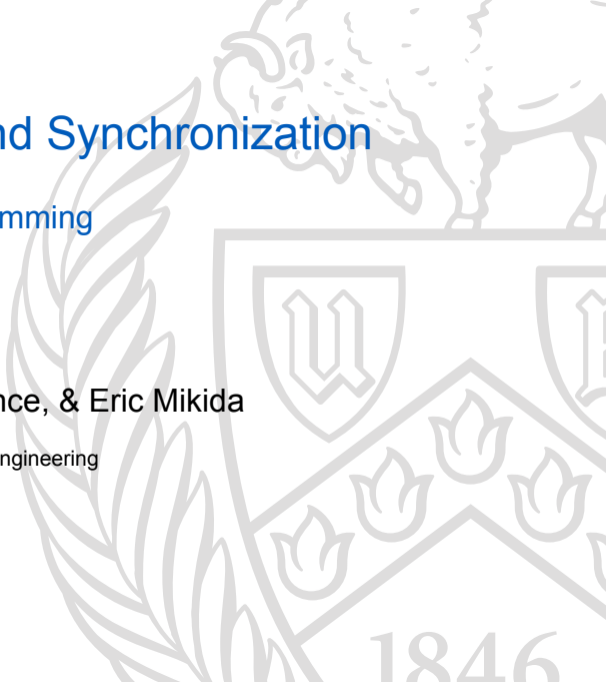 nd Synchronization
mming
nce, & Eric Mikida
ngineering
u
1846